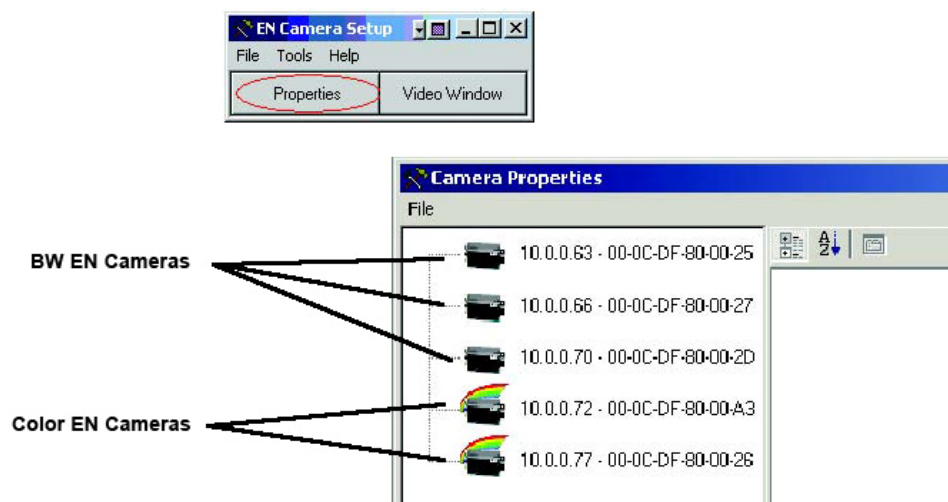 EN Camera Setup
File Tools Help
Properties Video Window
Camera Properties
File
BW EN Cameras
10.0.0.63 - 00-0C-DF-80-00-25
10.0.0.66 - 00-0C-DF-80-00-27
10.0.0.70 - 00-0C-DF-80-00-2D
Color EN Cameras
10.0.0.72 - 00-0C-DF-80-00-A3
10.0.0.77 - 00-0C-DF-80-00-26
A
Z